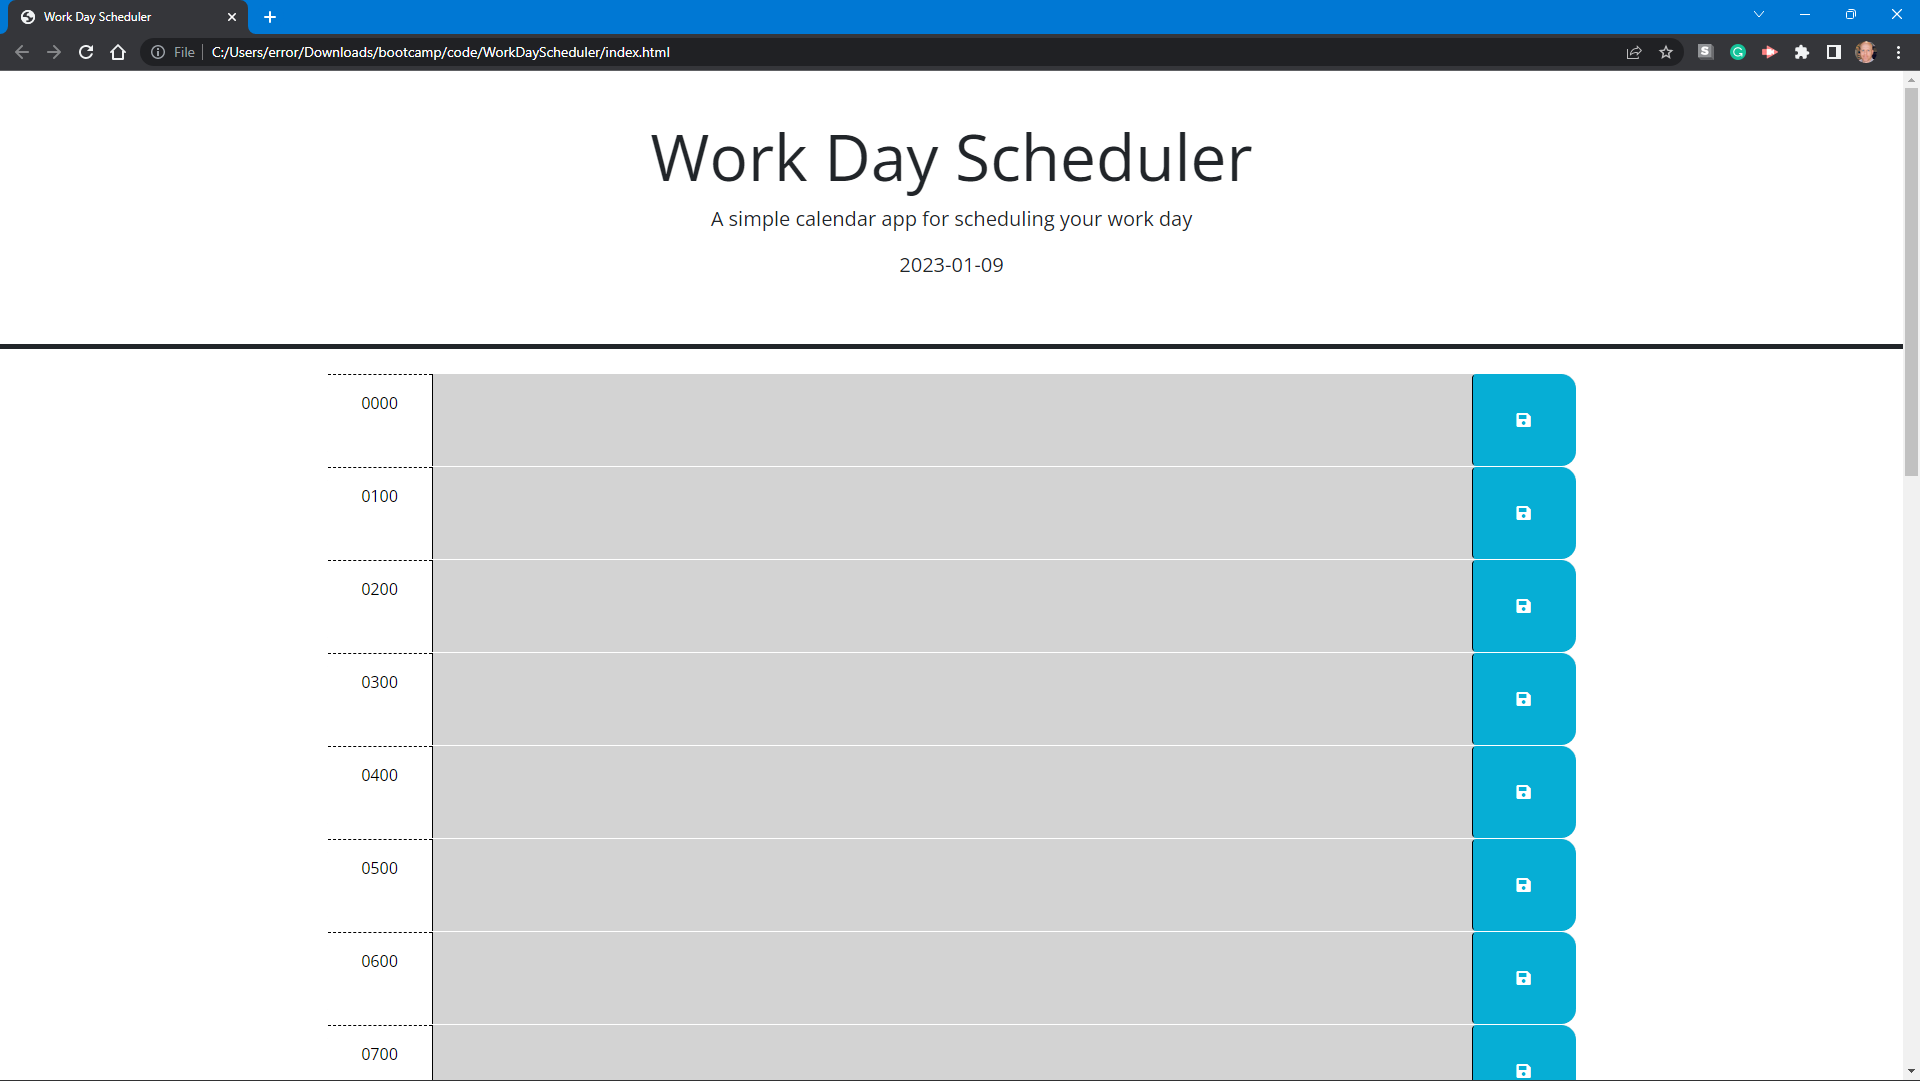 Work Day Scheduler
File C:/Users/error/Downloads/bootcamp/code/WorkDayScheduler/index.html
S G
Work Day Scheduler
A simple calendar app for scheduling your work day
2023-01-09
0000
0100
0200
0300
0400
0500
0600
0700